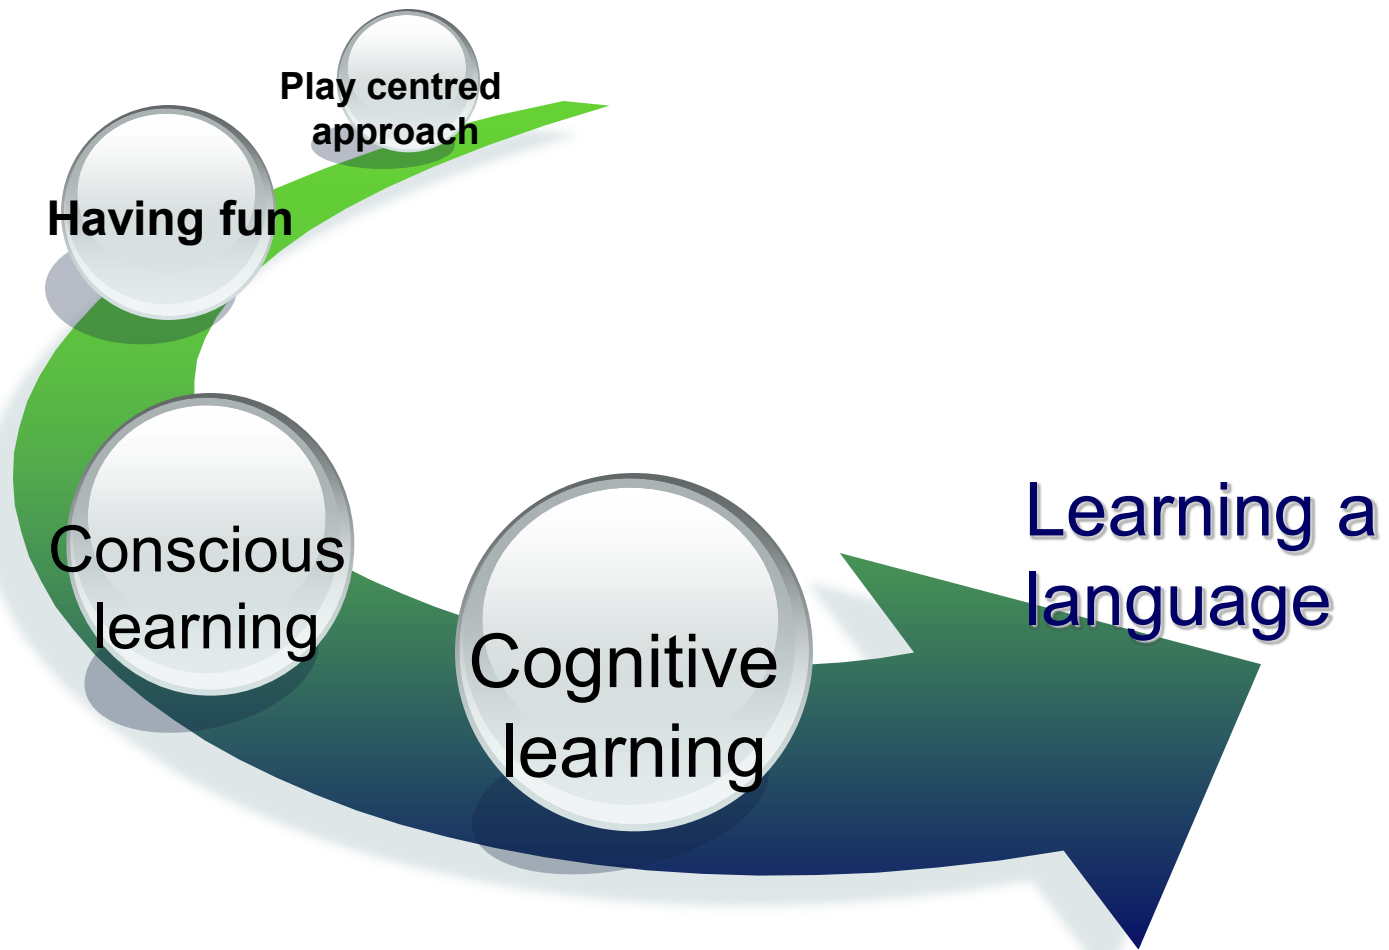 Play centred
approach
Having fun
Conscious
learning
Cognitive
learning
Learning a
language